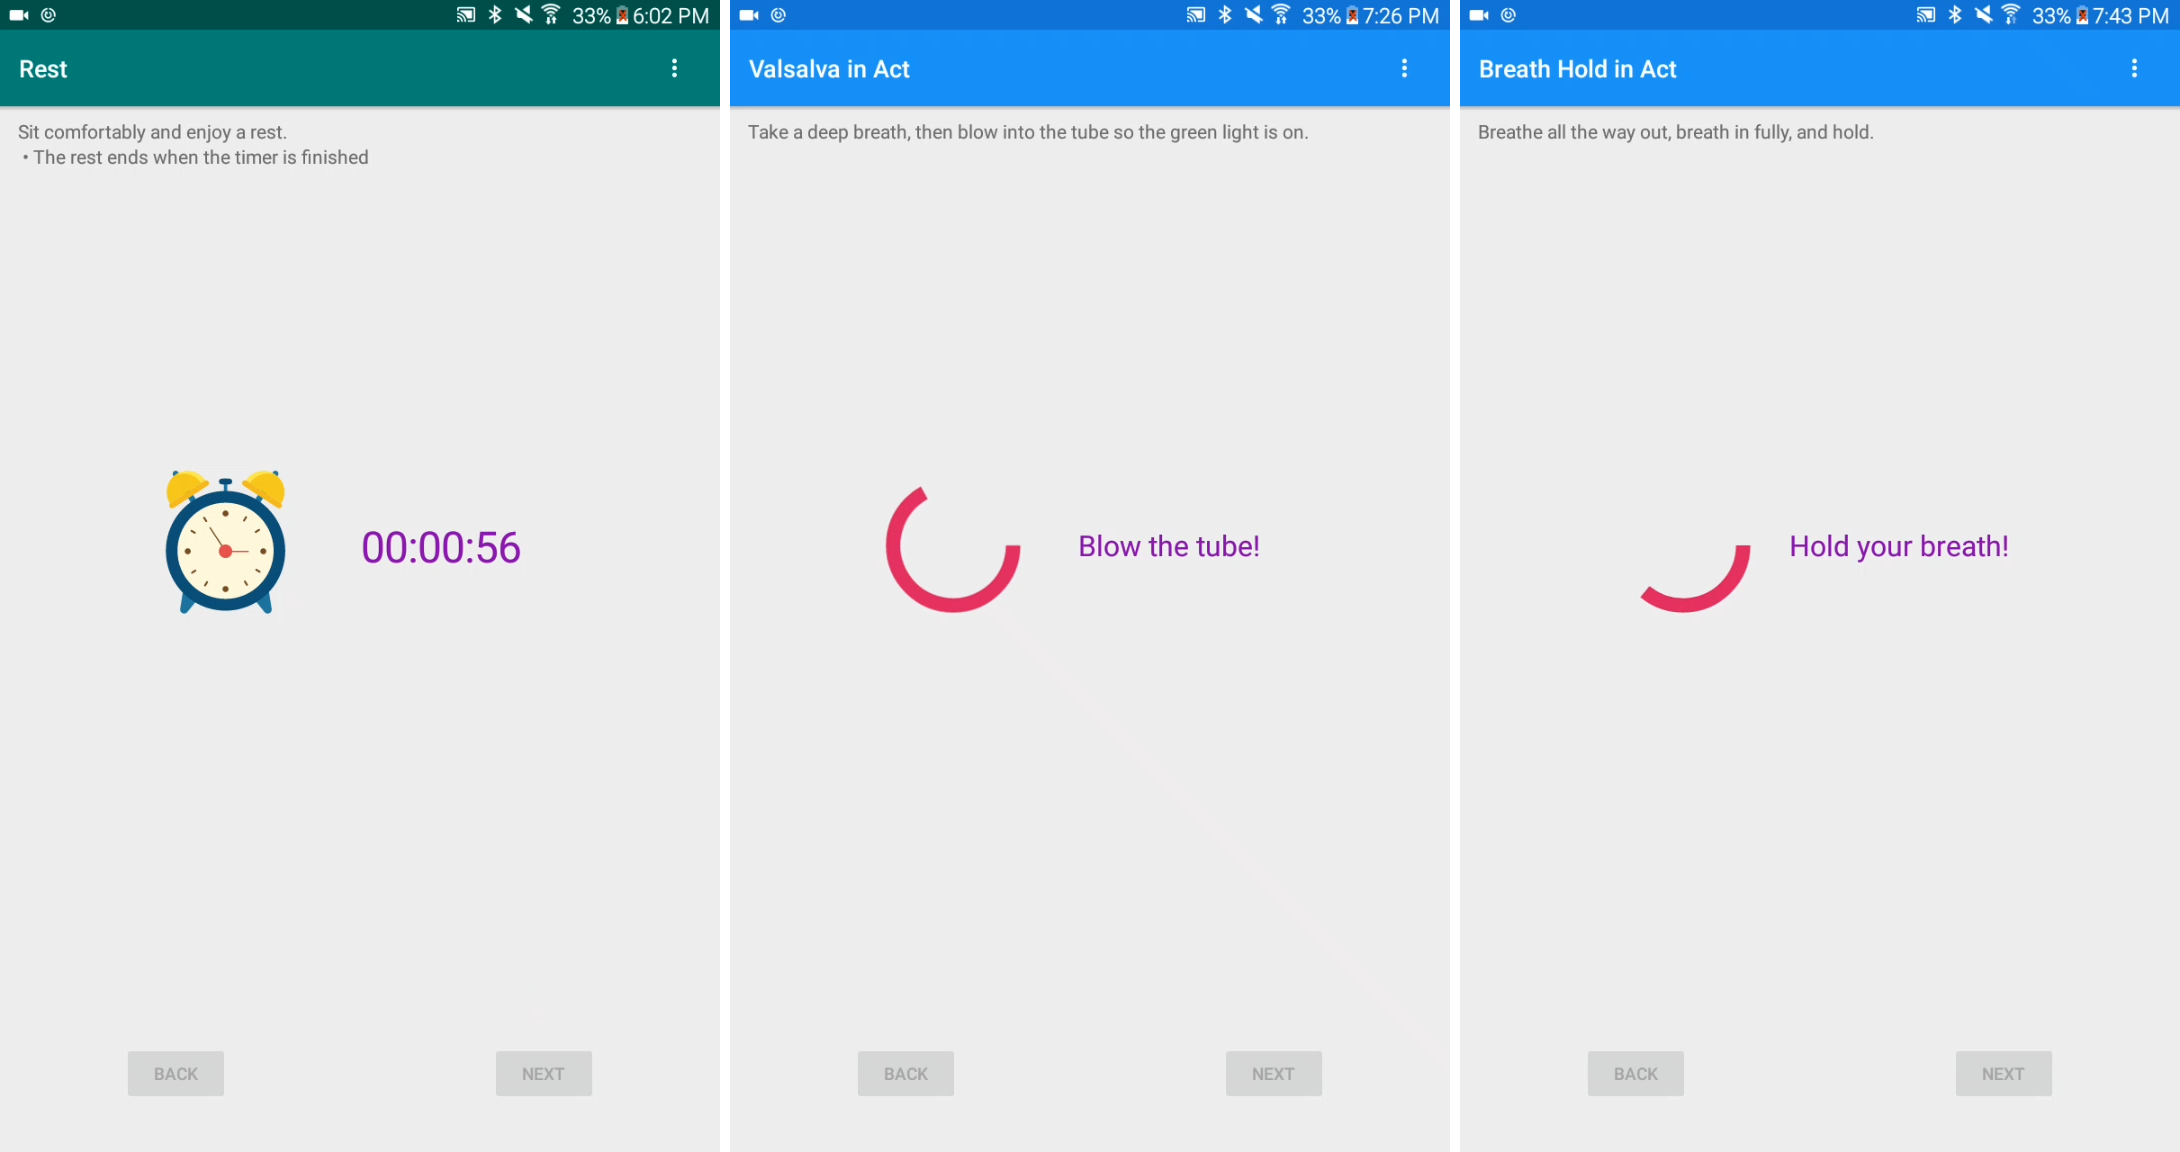 33% 6:02 PM
Rest
Sit comfortably and enjoy a rest.
• The rest ends when the timer is finished
00:00:56
BACK NEXT
33% 7:26 PM
Valsalva in Act
Take a deep breath, then blow into the tube so the green light is on.
Blow the tube!
BACK NEXT
33% 7:43 PM
Breath Hold in Act
Breathe all the way out, breath in fully, and hold.
Hold your breath!
BACK NEXT